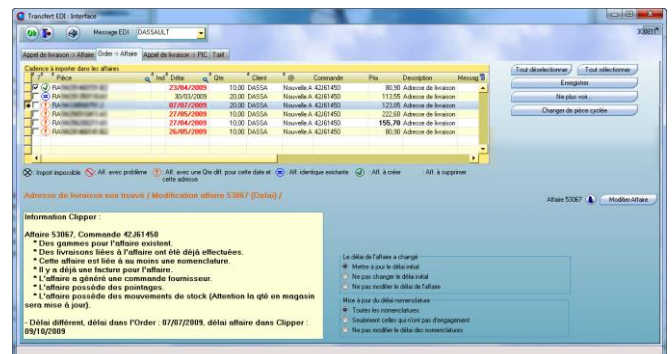 Transfert EDI : Interface
Message EDI DASSAULT
Appel de livraison -> Affaire Order -> Affaire Appel de livraison -> PIC Tarif
Cadence à importer dans les affaires
Pièce Ind Délai Qte Client @ Commande Prix Description Messag
23/04/2009 10,00 DASSA Nouvelle A 42J61450 80,90 Adresse de livraison
30/03/2009 20,00 DASSA Nouvelle A 42J61450 113,95 Adresse de livraison
07/07/2009 20,00 DASSA Nouvelle A 42J61450 123,85 Adresse de livraison
27/05/2009 10,00 DASSA Nouvelle A 42J61450 222,60 Adresse de livraison
27/04/2009 10,00 DASSA Nouvelle A 42J61450 155,70 Adresse de livraison
26/05/2009 10,00 DASSA Nouvelle A 42J61450 80,90 Adresse de livraison
Tout désélectionner Tout sélectionner
Enregistrer
Ne plus voir...
Changer de pièce cyclée
Import impossible Aff. avec problème Aff. avec une Qte dif. pour cette date et cette adresse Aff. identique existante Aff. à créer Aff. à supprimer
Adresse de livraison non trouvé / Modification affaire 53067 (Delai) /
Affaire 53067 Modifier Affaire
Information Clipper :
Affaire 53067, Commande 42J61450
* Des gammes pour l'affaire existent.
* Des livraisons liées à l'affaire ont été déjà effectuées.
* Cette affaire est liée à au moins une nomenclature.
* Il y a déjà une facture pour l'affaire.
* L'affaire a généré une commande fournisseur.
* L'affaire possède des pointages.
* L'affaire possède des mouvements de stock (Attention la qté en magasin
sera mise à jour).
- Délai différent, délai dans l'Order : 07/07/2009, délai affaire dans Clipper :
09/10/2009
Le délai de l'affaire a changé
Mettre à jour le délai initial
Ne pas changer le délai initial
Ne pas modifier le délai de l'affaire
Mise à jour du délai nomenclature
Toutes les nomenclatures
Seulement celles qui n'ont pas d'engagement
Ne pas modifier le délai des nomenclatures